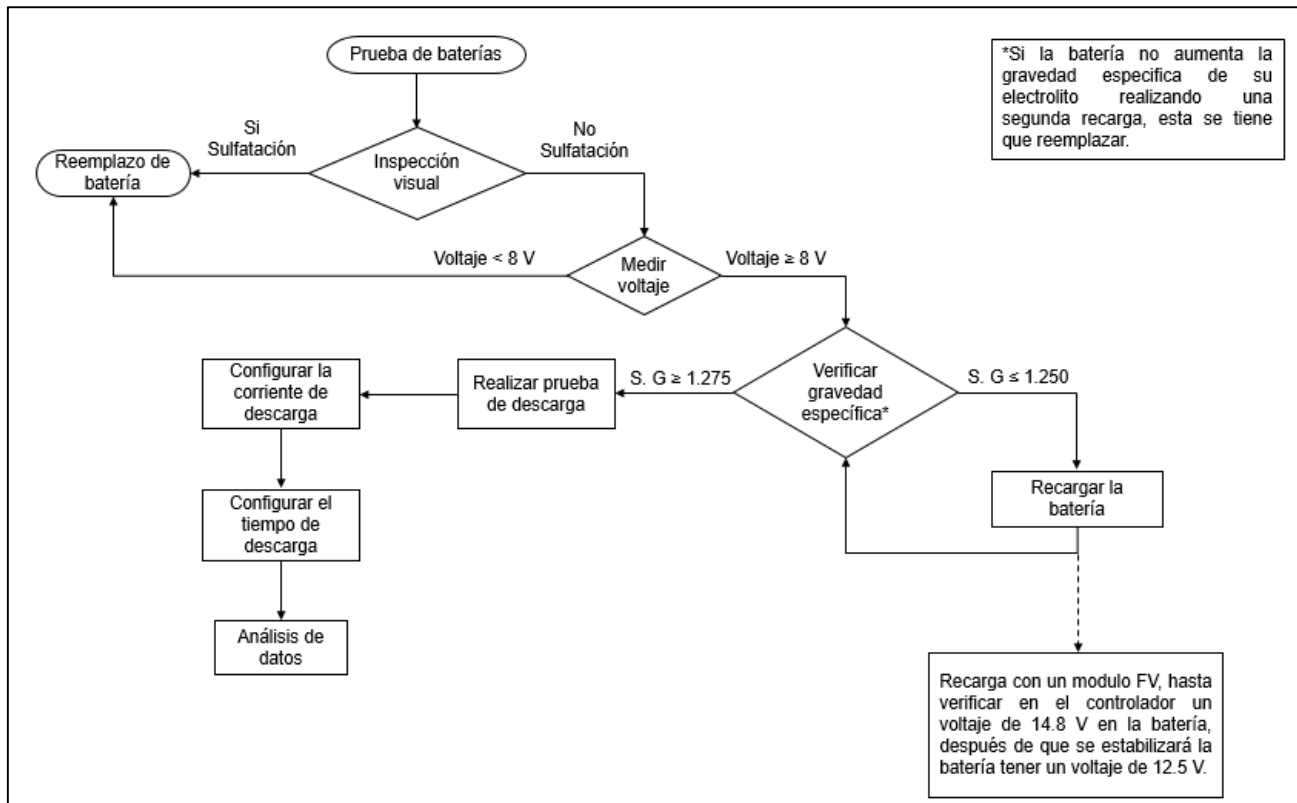 Prueba de baterías
*Si la batería no aumenta la
gravedad especifica de su
electrolito realizando una
segunda recarga, esta se tiene
que reemplazar.
Si
Sulfatación
No
Sulfatación
Reemplazo de
batería
Inspección
visual
Voltaje < 8 V
Medir
voltaje
Voltaje ≥ 8 V
Configurar la
corriente de
descarga
Realizar prueba
de descarga
S. G ≥ 1.275
Verificar
gravedad
específica*
S. G ≤ 1.250
Recargar la
batería
Configurar el
tiempo de
descarga
Análisis de
datos
Recarga con un modulo FV, hasta
verificar en el controlador un
voltaje de 14.8 V en la batería,
después de que se estabilizará la
batería tener un voltaje de 12.5 V.